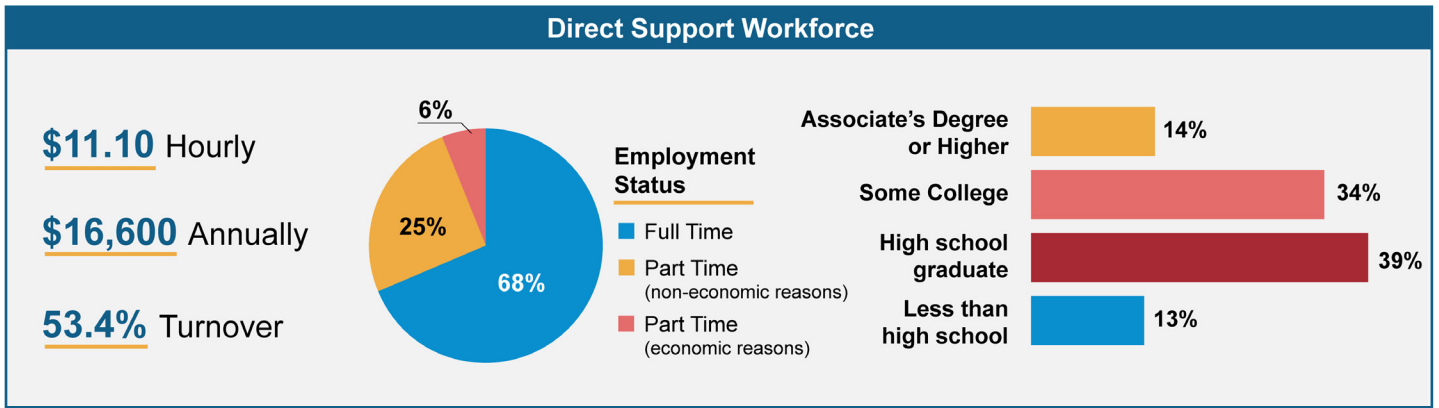 Direct Support Workforce
$11.10 Hourly
$16,600 Annually
53.4% Turnover
6%
25%
68%
Employment
Status
Full Time
Part Time
(non-economic reasons)
Part Time
(economic reasons)
Associate's Degree
or Higher
14%
Some College
34%
High school
graduate
39%
Less than
high school
13%